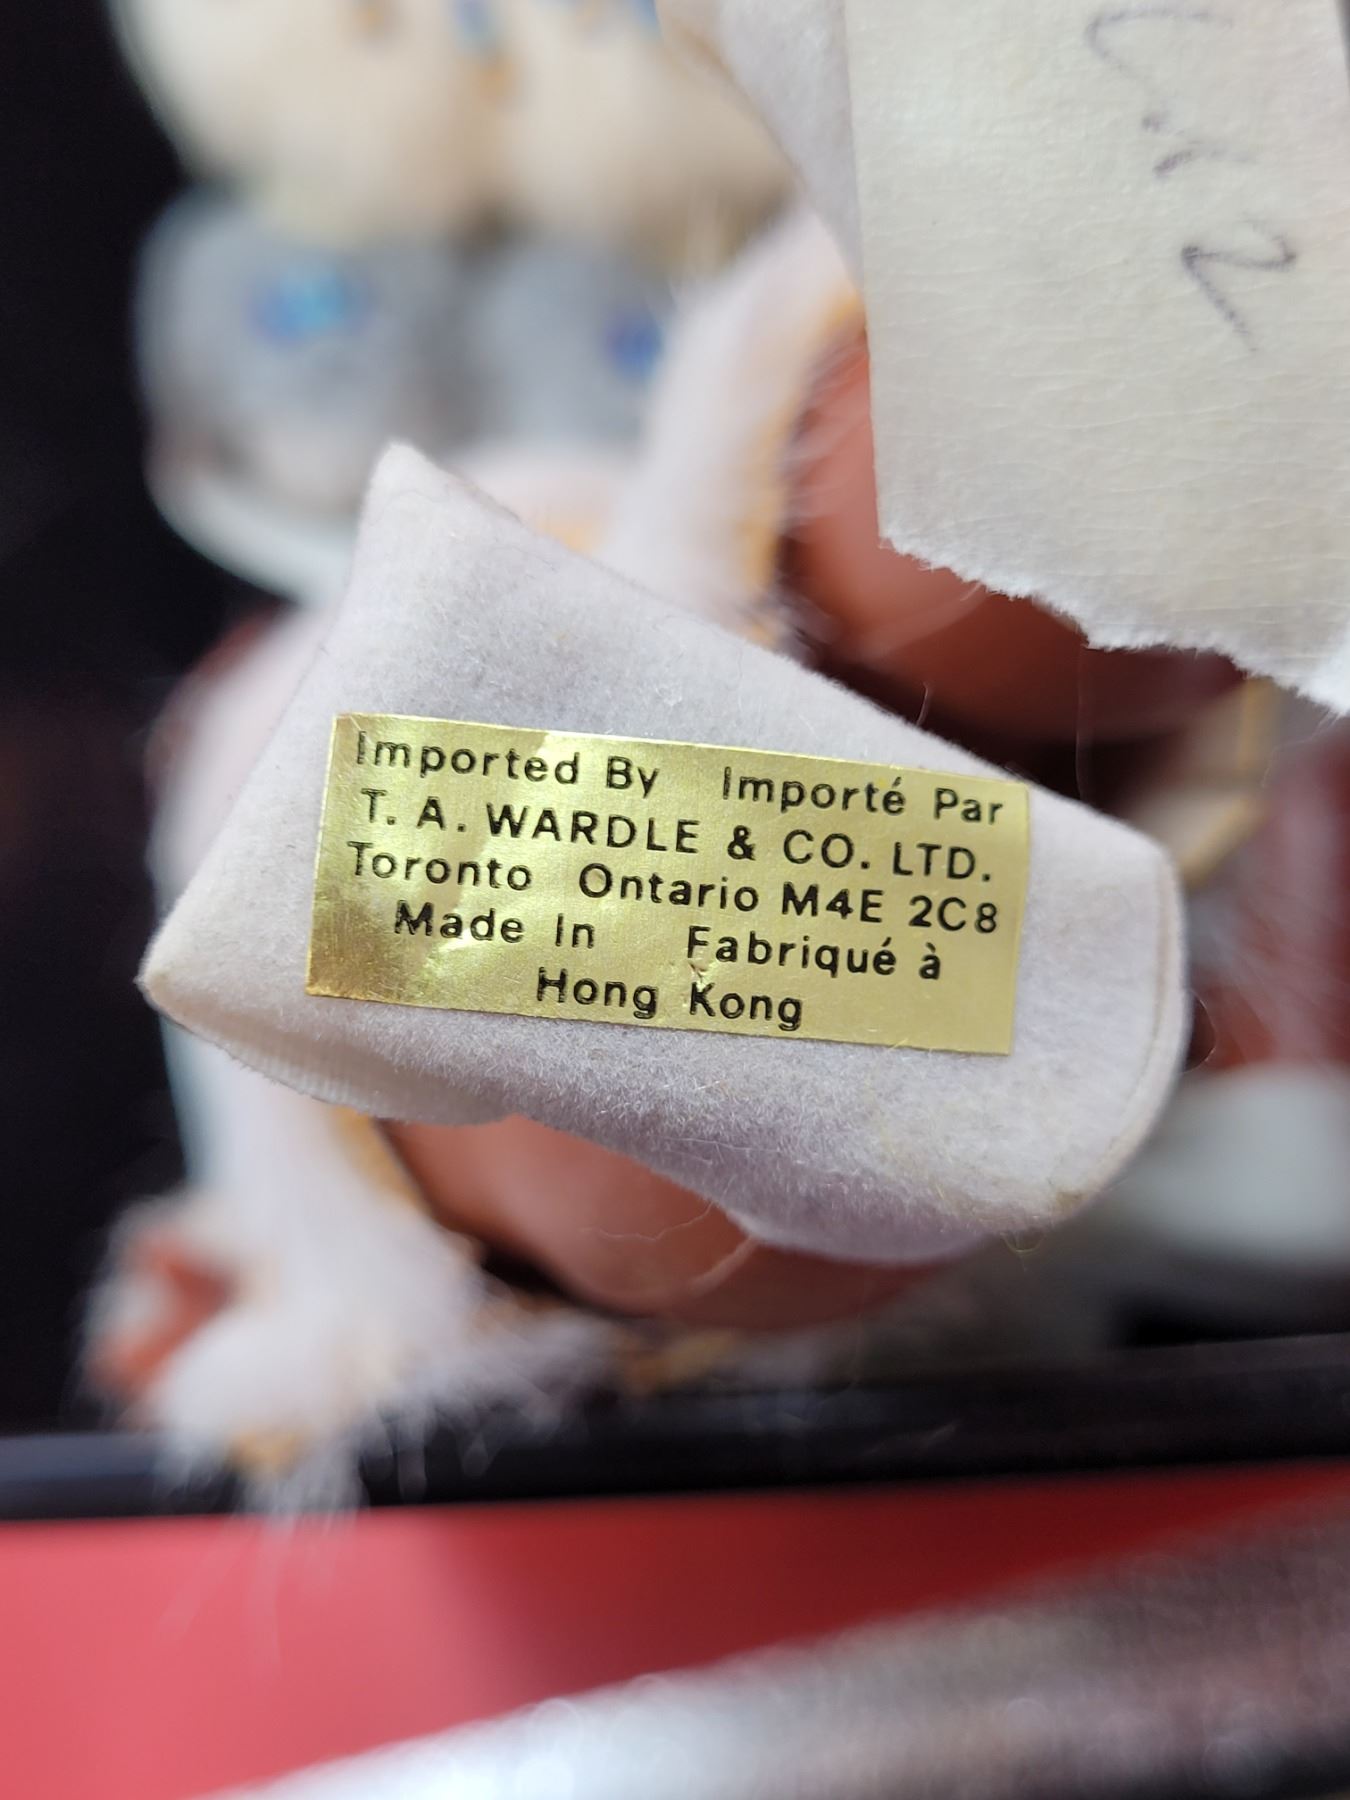 Imported By Importé Par
T. A. WARDLE & CO. LTD.
Toronto Ontario M4E 2C8
Made In Fabriqué à
Hong Kong